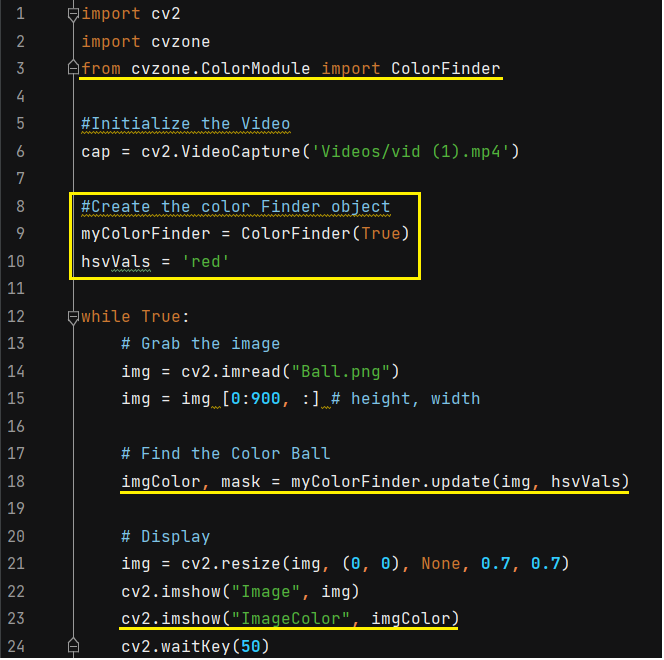 1 import cv2
2 import cvzone
3 from cvzone.ColorModule import ColorFinder
4
5 #Initialize the Video
6 cap = cv2.VideoCapture('Videos/vid (1).mp4')
7
8 #Create the color Finder object
9 myColorFinder = ColorFinder(True)
10 hsvVals = 'red'
11
12 while True:
13     # Grab the image
14     img = cv2.imread("Ball.png")
15     img = img [0:900, :] # height, width
16
17     # Find the Color Ball
18     imgColor, mask = myColorFinder.update(img, hsvVals)
19
20     # Display
21     img = cv2.resize(img, (0, 0), None, 0.7, 0.7)
22     cv2.imshow("Image", img)
23     cv2.imshow("ImageColor", imgColor)
24     cv2.waitKey(50)